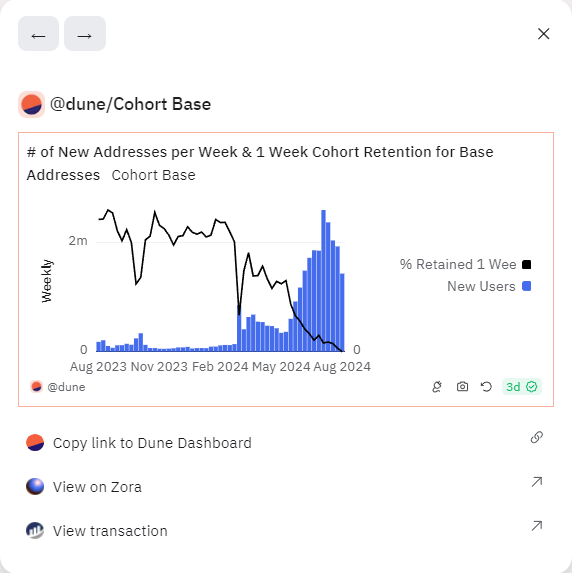 ← →
@dune/Cohort Base
# of New Addresses per Week & 1 Week Cohort Retention for Base
Addresses Cohort Base
2m
Weekly
% Retained 1 Wee
New Users
0 0
Aug 2023 Nov 2023 Feb 2024 May 2024 Aug 2024
@dune 3d
Copy link to Dune Dashboard
View on Zora
View transaction